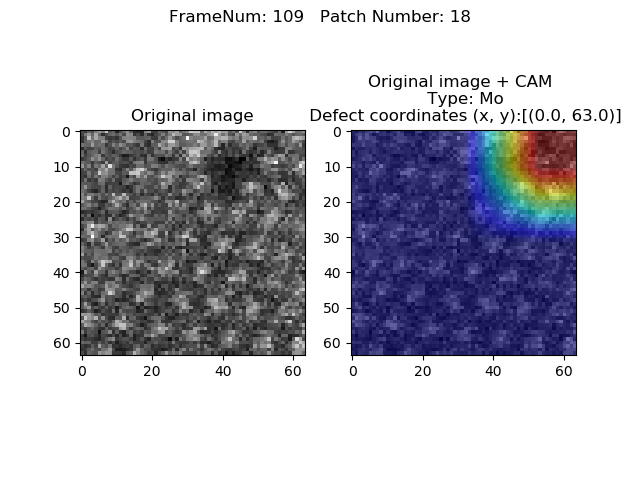 FrameNum: 109   Patch Number: 18
Original image
0
10
20
30
40
50
60
0 20 40 60
Original image + CAM
Type: Mo
Defect coordinates (x, y):[(0.0, 63.0)]
0
10
20
30
40
50
60
0 20 40 60